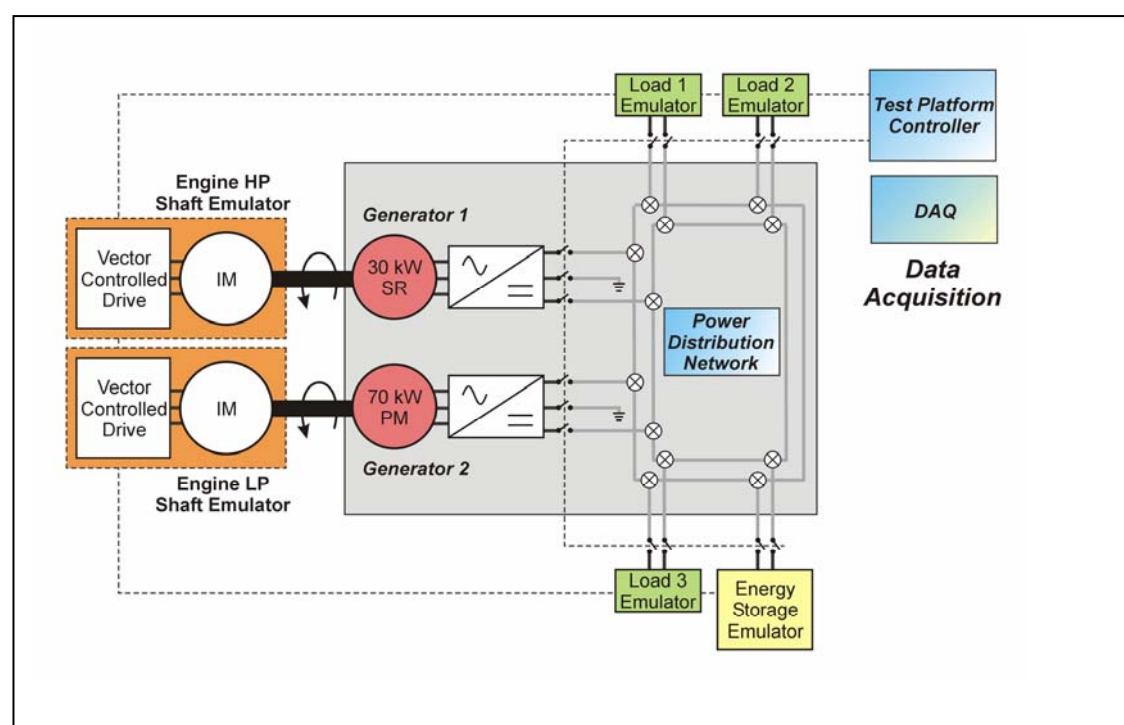 Load 1
Emulator
Load 2
Emulator
Test Platform
Controller
DAQ
Data
Acquisition
Engine HP
Shaft Emulator
Vector
Controlled
Drive
IM
Generator 1
30 kW
SR
Power
Distribution
Network
Vector
Controlled
Drive
IM
70 kW
PM
Generator 2
Engine LP
Shaft Emulator
Load 3
Emulator
Energy
Storage
Emulator